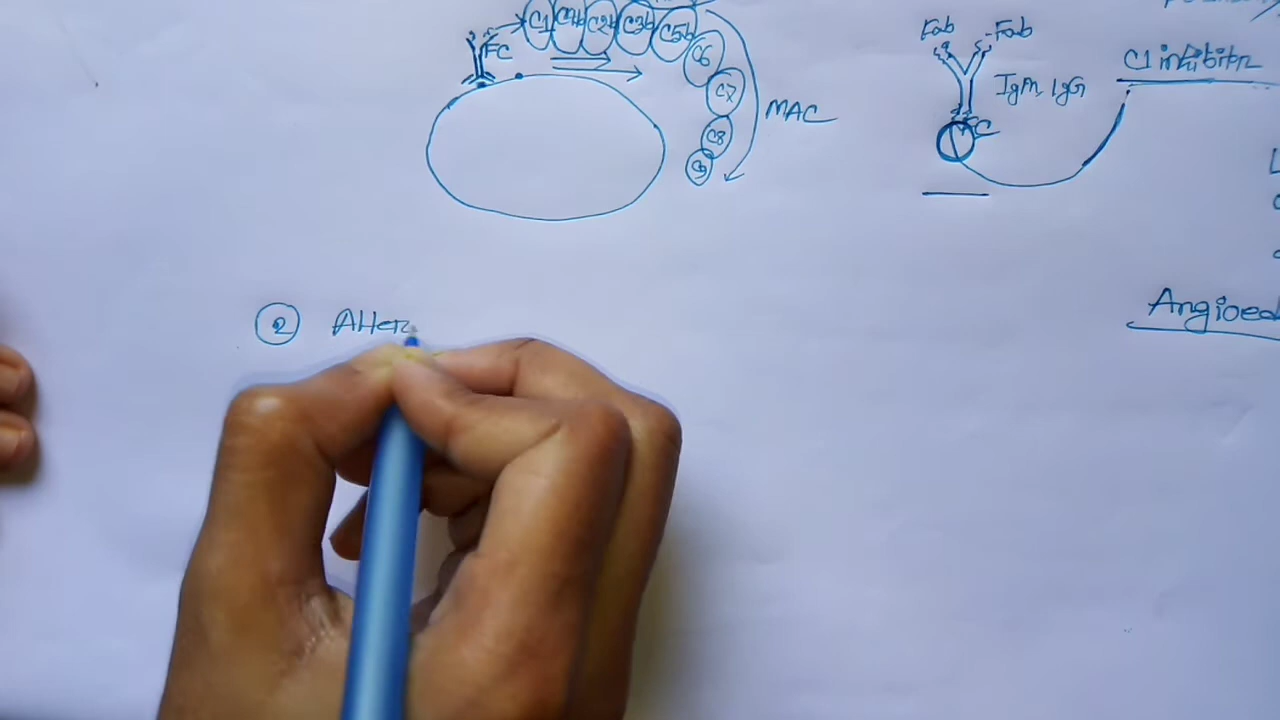 C1 C4b C2b C3b C5b C6 C7 C8 C9
FC
MAC
Fab Fab
IgM, IgG
FC
C1 inhibitor
Angioed
② Alter